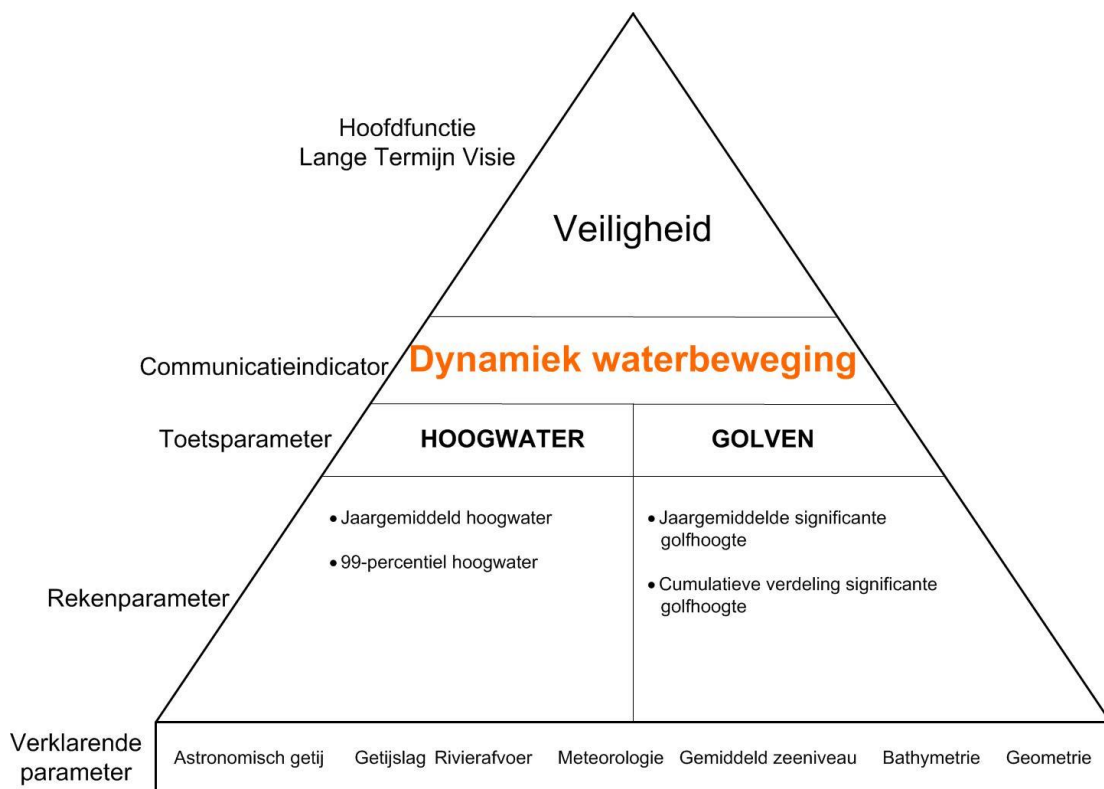 Hoofdfunctie
Lange Termijn Visie
Veiligheid
Communicatieindicator
Dynamiek waterbeweging
Toetsparameter
HOOGWATER
GOLVEN
Rekenparameter
• Jaargemiddeld hoogwater
• 99-percentiel hoogwater
• Jaargemiddelde significante
golfhoogte
• Cumulatieve verdeling significante
golfhoogte
Verklarende
parameter
Astronomisch getij Getijslag Rivierafvoer Meteorologie Gemiddeld zeeniveau Bathymetrie Geometrie